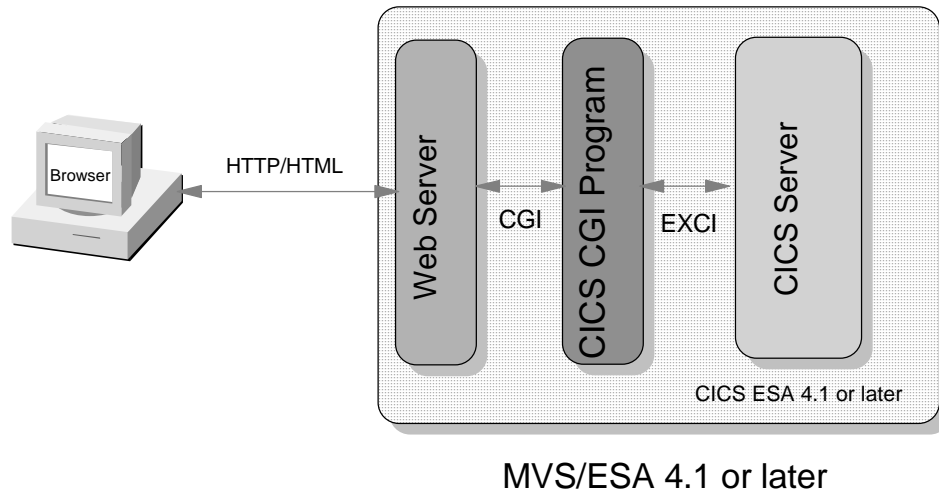 Browser
HTTP/HTML
Web Server
CGI
CICS CGI Program
EXCI
CICS Server
CICS ESA 4.1 or later
MVS/ESA 4.1 or later